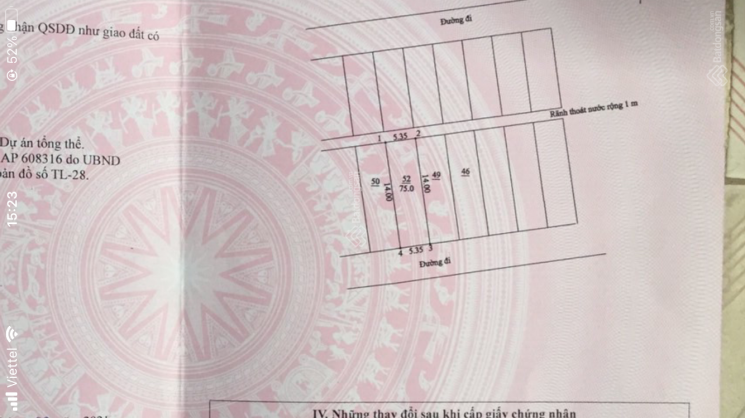 nhận QSDĐ như giao đất có
Dự án tổng thể.
AP 608316 do UBND
bản đồ số TL-28.
Đường đi
Rãnh thoát nước rộng 1 m
1 5.35 2
50
14.00
52
75.0
14.00
49
46
4 5.35 3
Đường đi
IV. Những thay đổi sau khi cấp giấy chứng nhận
52%
15:23
Viettel